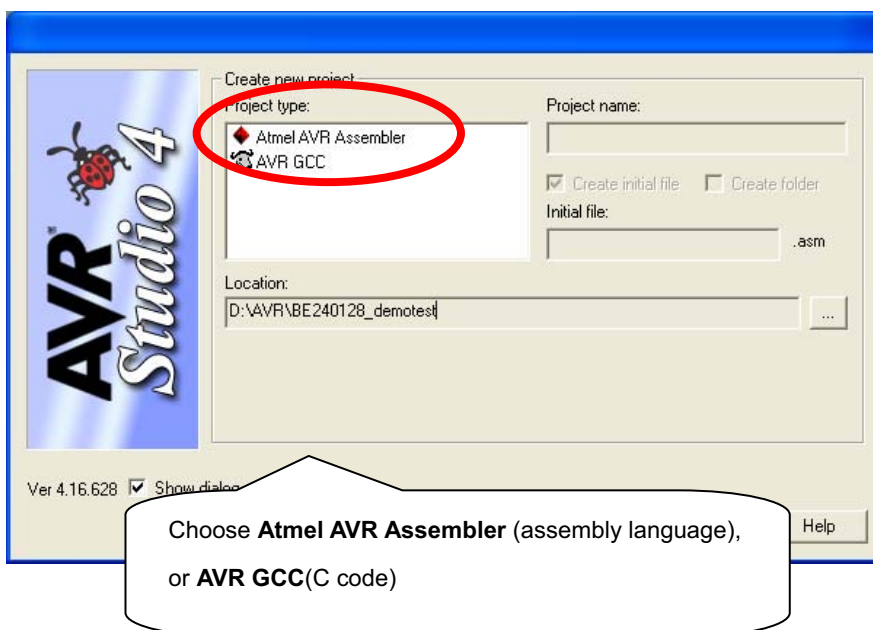 AVR
Studio 4
Create new project
Project type:
Atmel AVR Assembler
AVR GCC
Project name:
Create initial file
Create folder
Initial file:
.asm
Location:
D:\AVR\BE240128_demotest
...
Ver 4.16.628
Show dialog
Help
Choose Atmel AVR Assembler (assembly language),
or AVR GCC(C code)